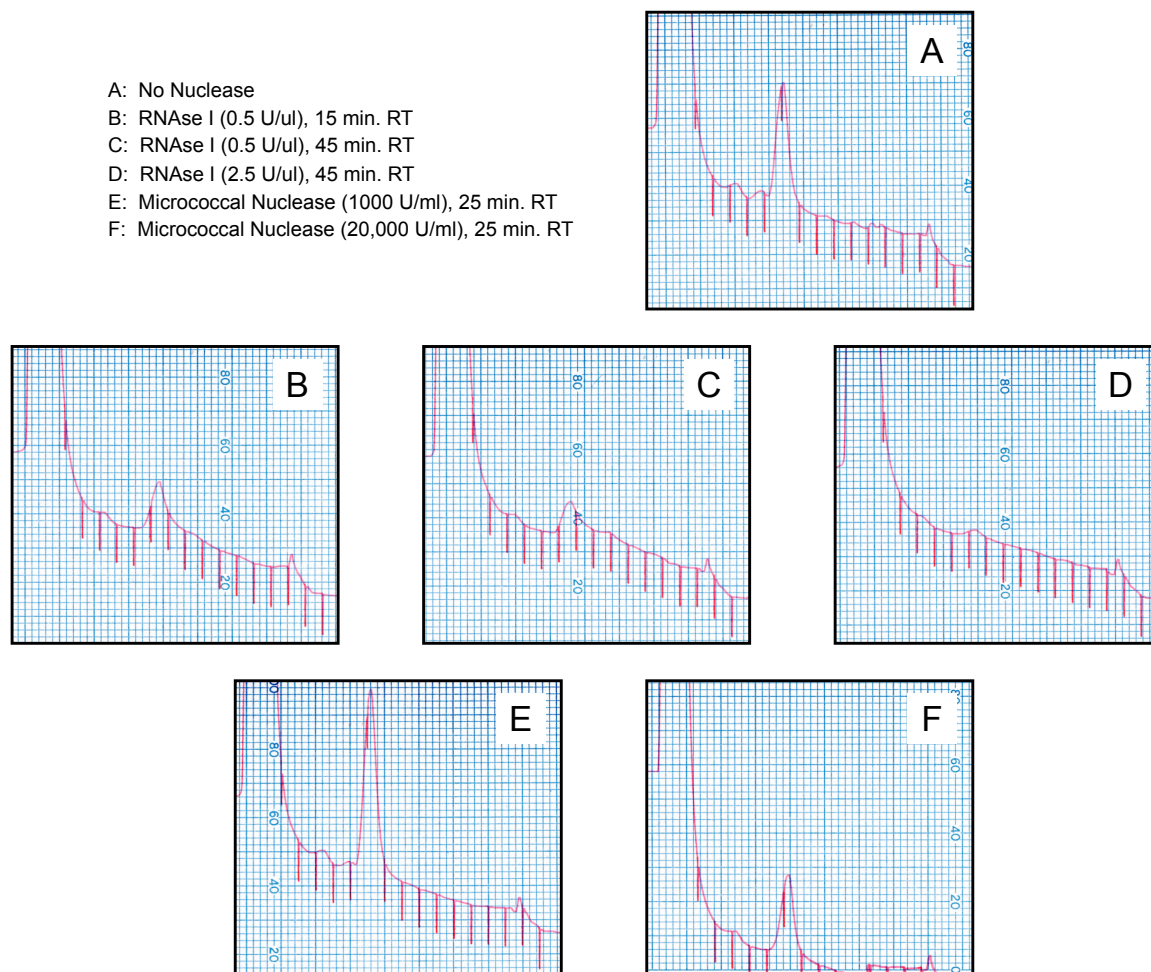 A: No Nuclease
B: RNAse I (0.5 U/ul), 15 min. RT
C: RNAse I (0.5 U/ul), 45 min. RT
D: RNAse I (2.5 U/ul), 45 min. RT
E: Micrococcal Nuclease (1000 U/ml), 25 min. RT
F: Micrococcal Nuclease (20,000 U/ml), 25 min. RT
A
80
60
40
20
B
80
60
40
20
C
80
60
40
20
D
80
60
40
20
E
80
60
40
20
F
60
40
20